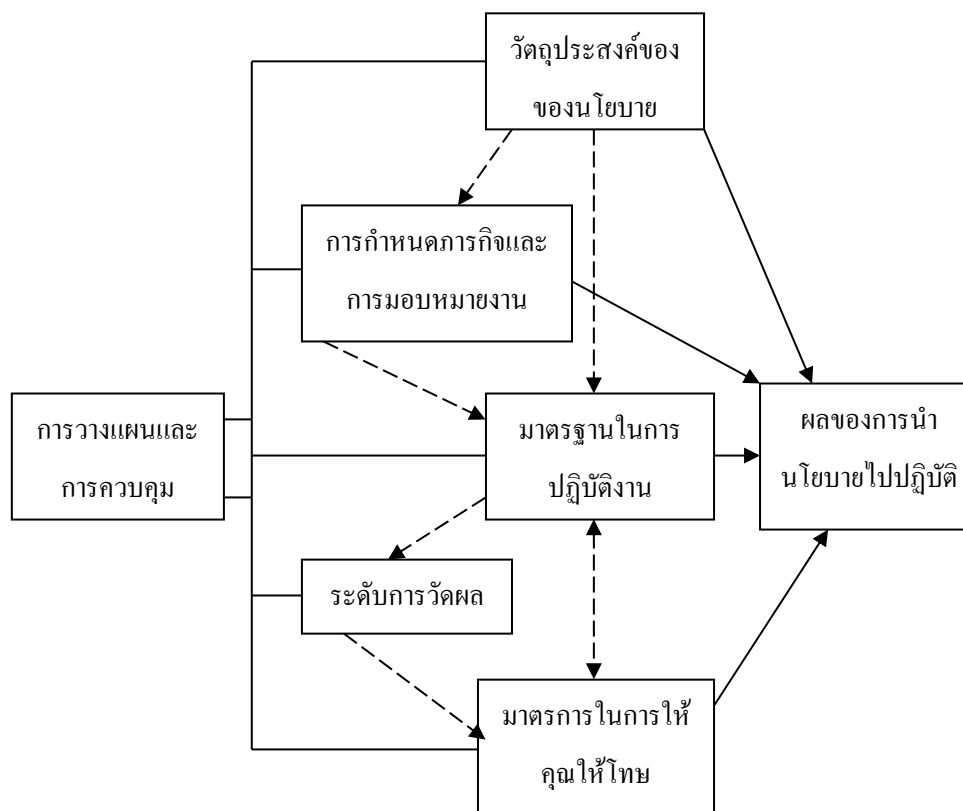 วัตถุประสงค์ของ
ของนโยบาย
การกำหนดภารกิจและ
การมอบหมายงาน
การวางแผนและ
การควบคุม
มาตรฐานในการ
ปฏิบัติงาน
ผลของการนำ
นโยบายไปปฏิบัติ
ระดับการวัดผล
มาตรการในการให้
คุณให้โทษ